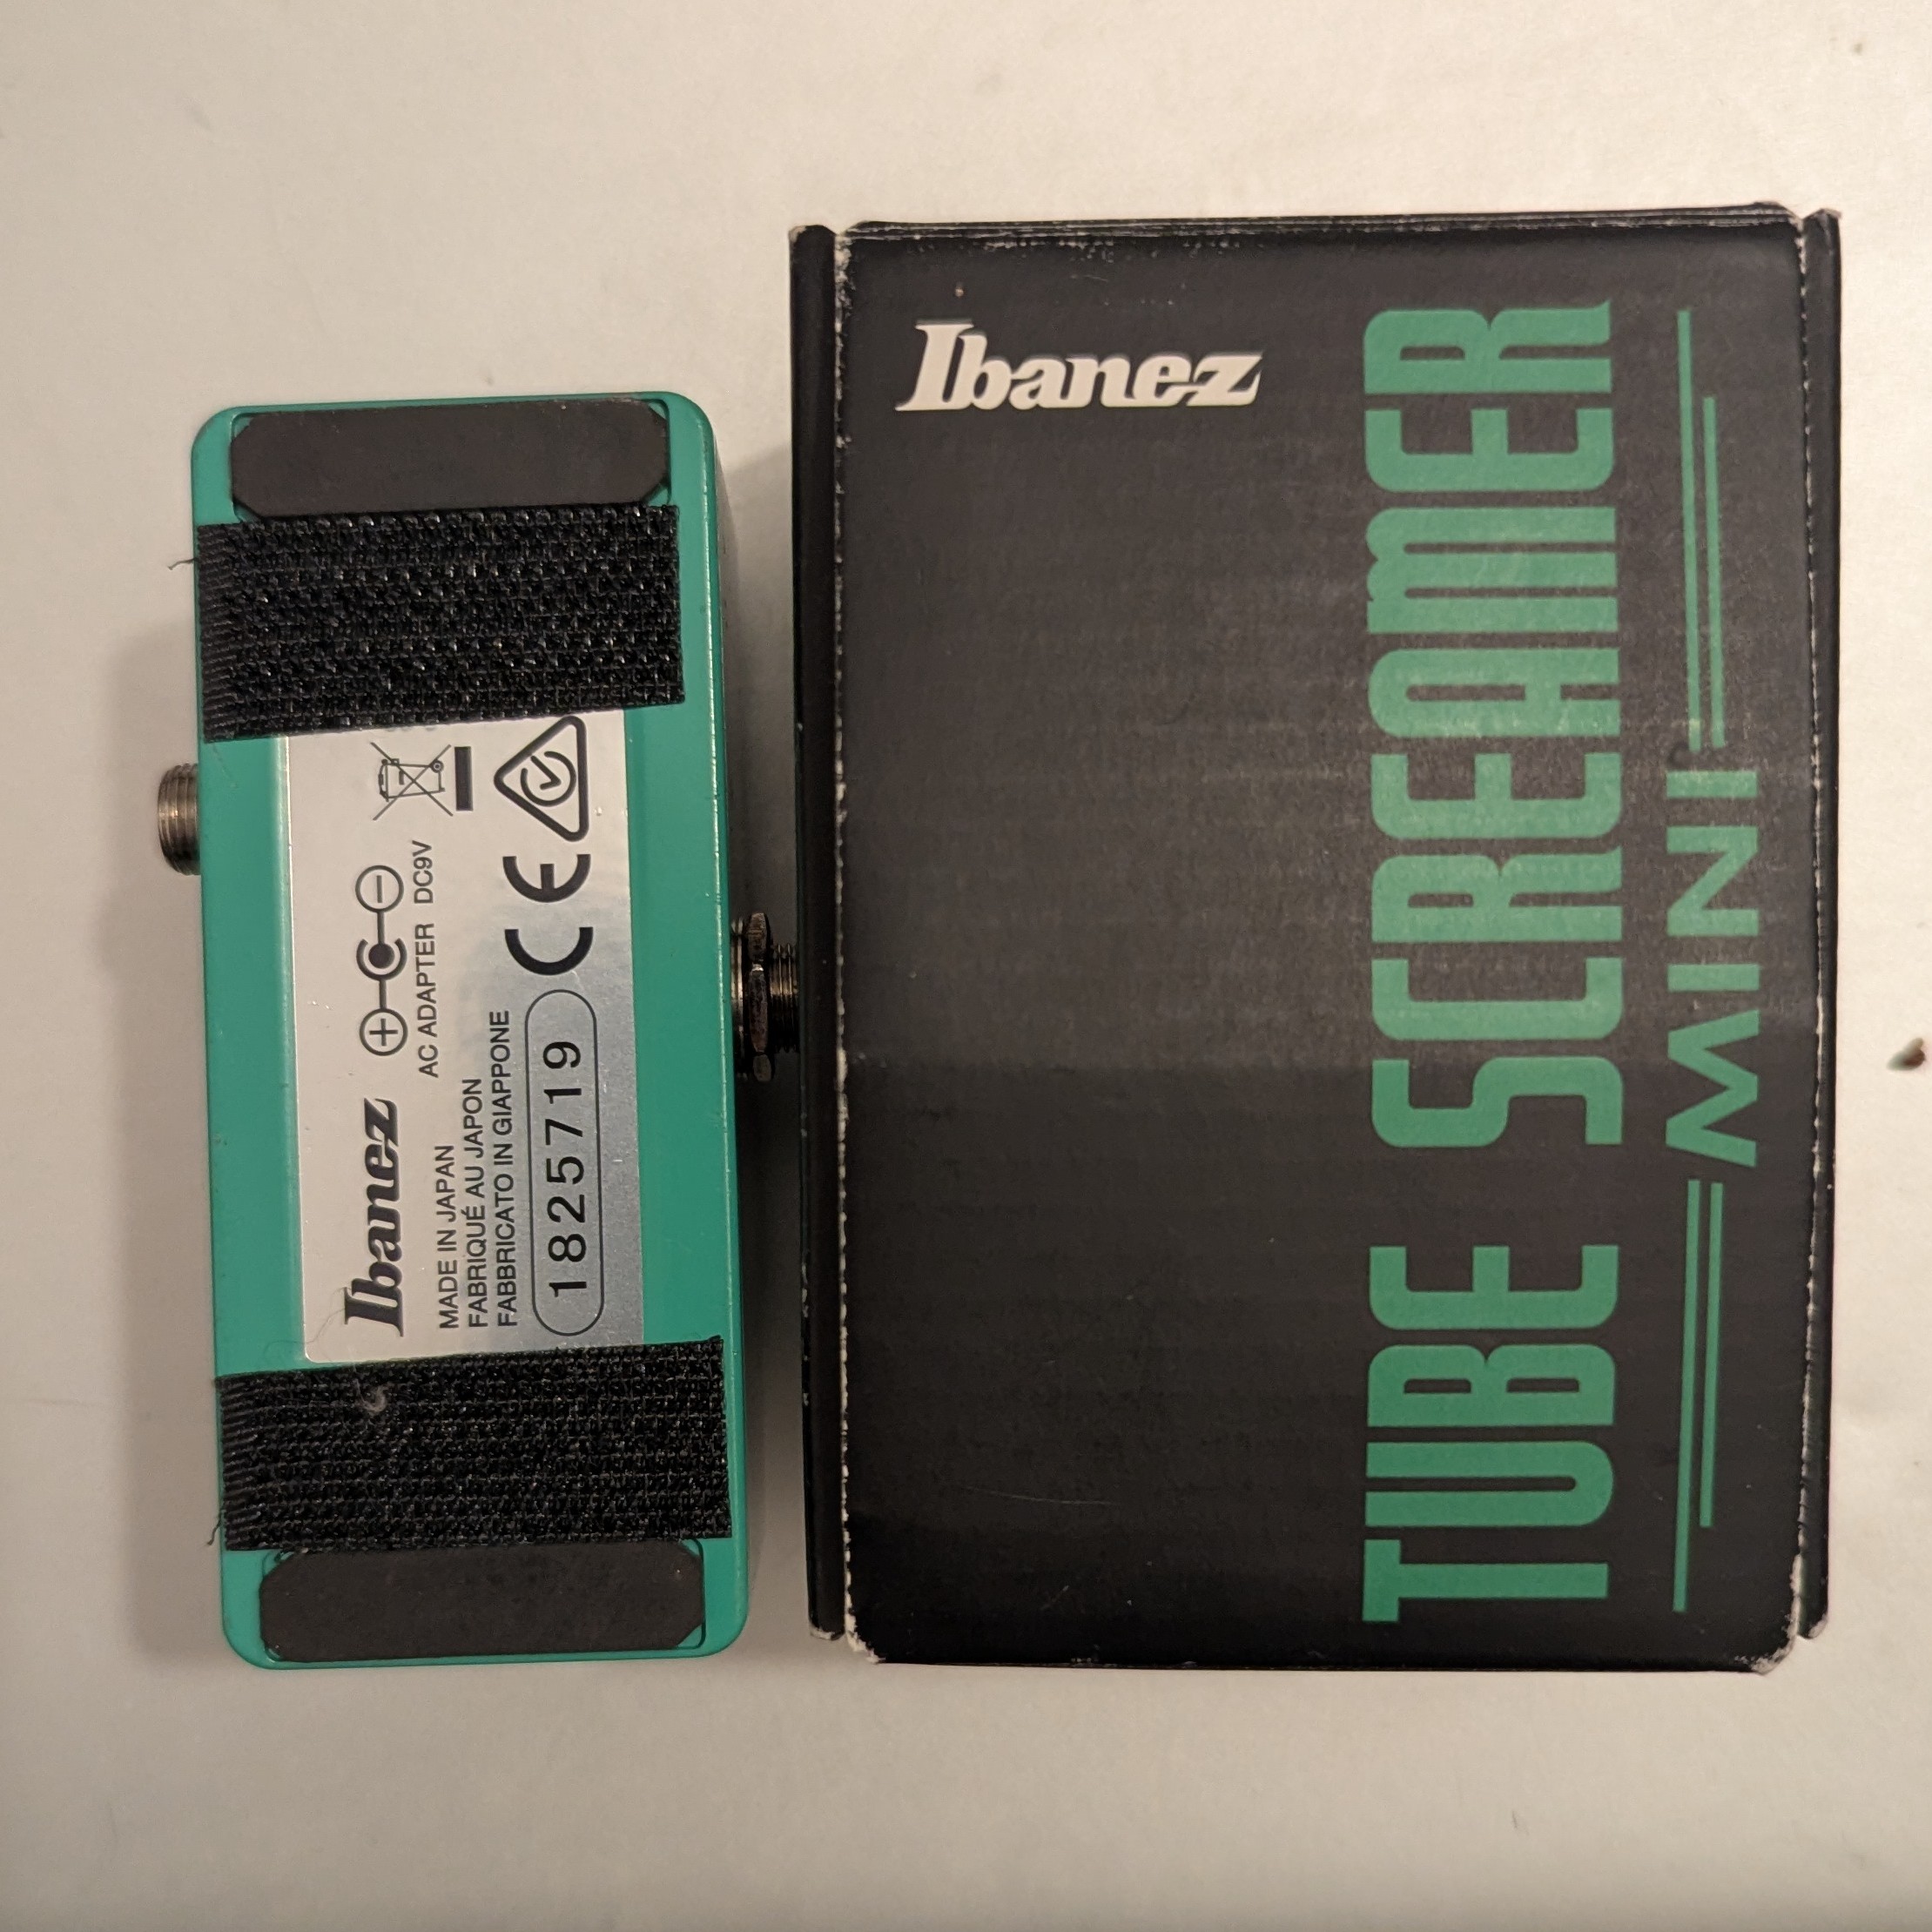 Ibanez
AC ADAPTER DC9V
MADE IN JAPAN
FABRIQUÉ AU JAPON
FABBRICATO IN GIAPPONE
1825719
CE
Ibanez
TUBE SCREAMER
MINI